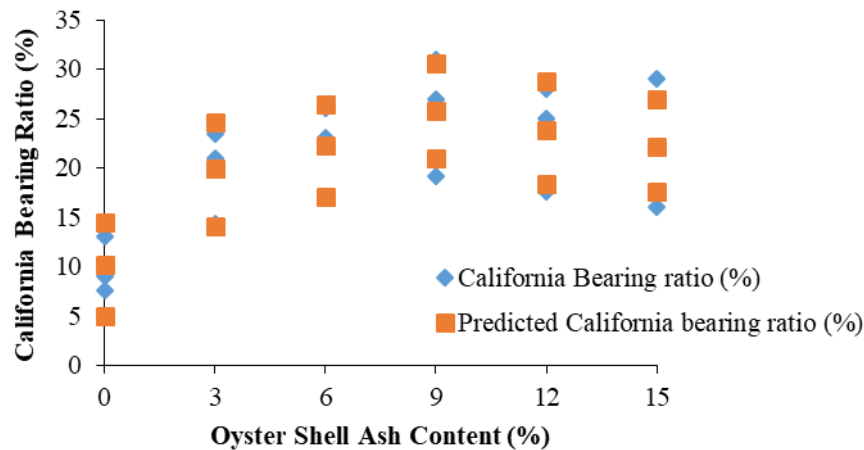 35
30
25
20
15
10
5
0
California Bearing Ratio (%)
California Bearing ratio (%)
Predicted California bearing ratio (%)
0 3 6 9 12 15
Oyster Shell Ash Content (%)